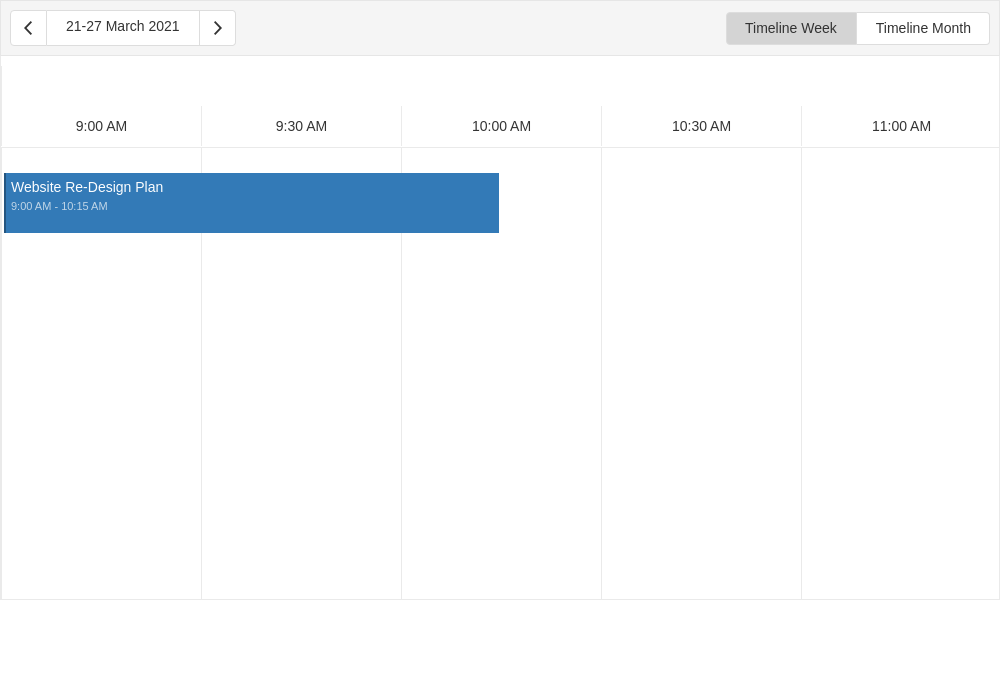 21-27 March 2021
Timeline Week
Timeline Month
9:00 AM
9:30 AM
10:00 AM
10:30 AM
11:00 AM
Website Re-Design Plan
9:00 AM - 10:15 AM